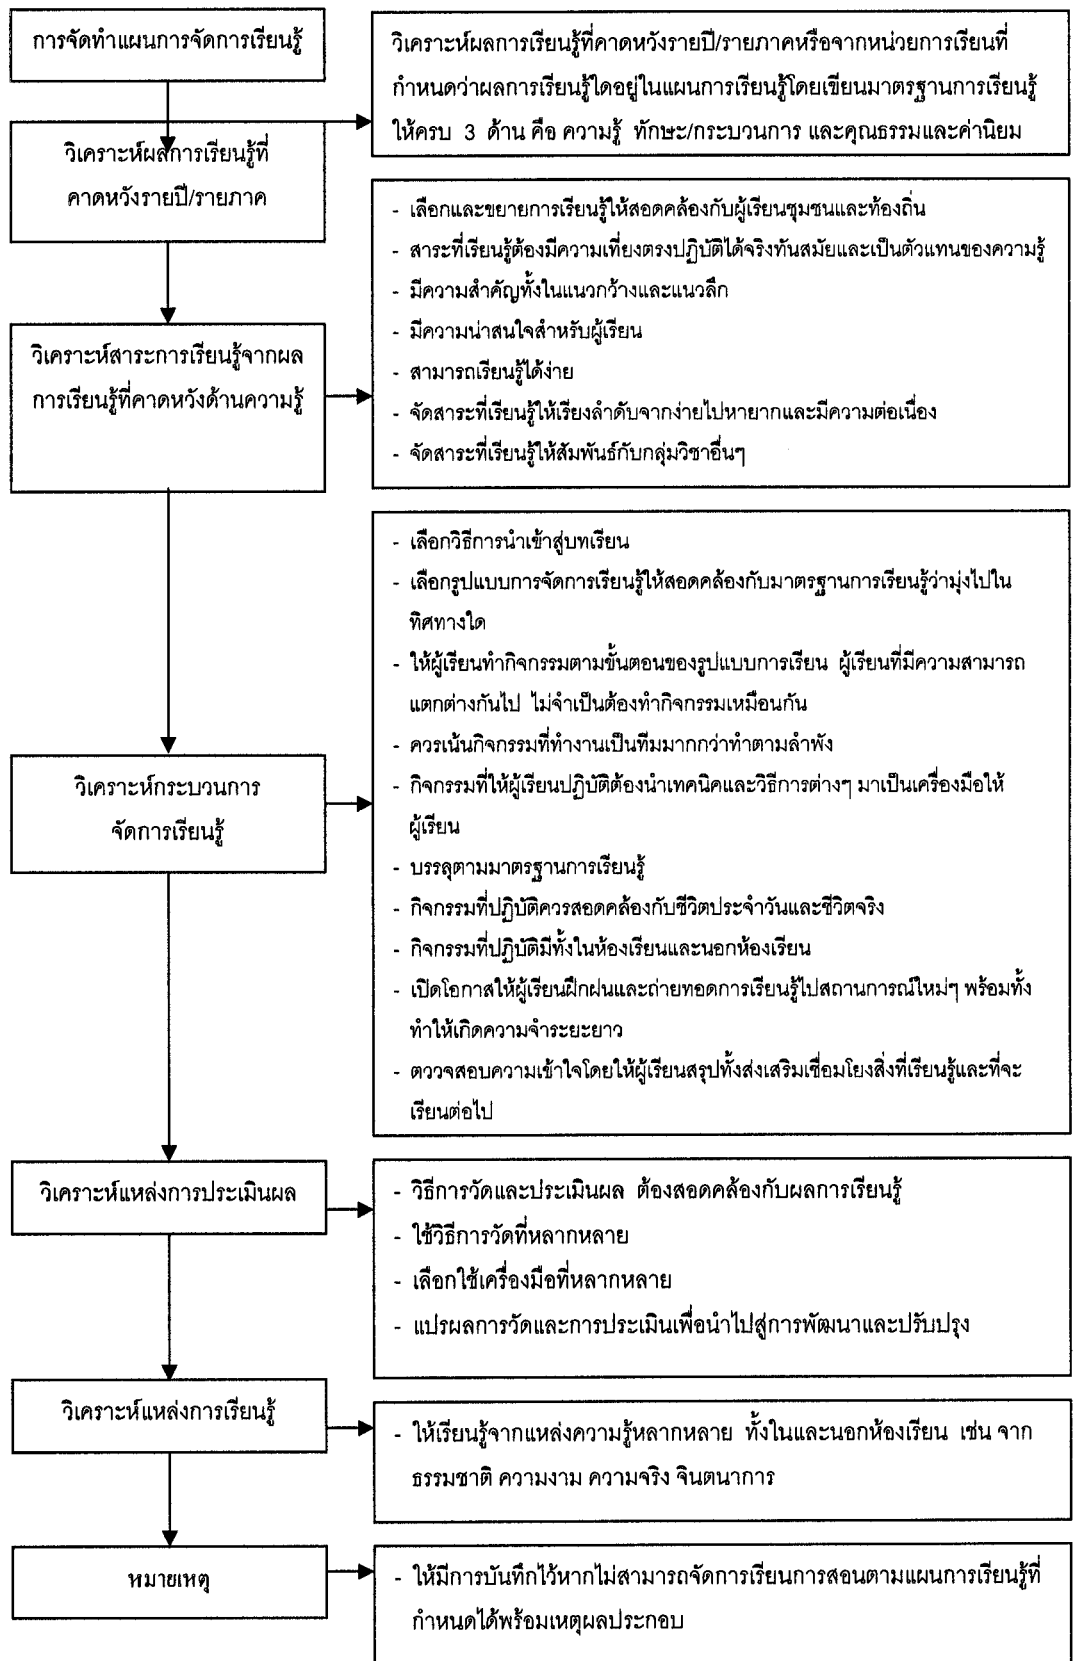 การจัดทำแผนการจัดการเรียนรู้
วิเคราะห์ผลการเรียนรู้ที่คาดหวังรายปี/รายภาคหรือจากหน่วยการเรียนที่
กำหนดว่าผลการเรียนรู้ใดอยู่ในแผนการเรียนรู้โดยเขียนมาตรฐานการเรียนรู้
ให้ครบ 3 ด้าน คือ ความรู้ ทักษะ/กระบวนการ และคุณธรรมและค่านิยม
วิเคราะห์ผลการเรียนรู้ที่
คาดหวังรายปี/รายภาค
- เลือกและขยายการเรียนรู้ให้สอดคล้องกับผู้เรียนชุมชนและท้องถิ่น
- สาระที่เรียนรู้ต้องมีความเที่ยงตรงปฏิบัติได้จริงทันสมัยและเป็นตัวแทนของความรู้
- มีความสำคัญทั้งในแนวกว้างและแนวลึก
- มีความน่าสนใจสำหรับผู้เรียน
- สามารถเรียนรู้ได้ง่าย
- จัดสาระที่เรียนรู้ให้เรียงลำดับจากง่ายไปหายากและมีความต่อเนื่อง
- จัดสาระที่เรียนรู้ให้สัมพันธ์กับกลุ่มวิชาอื่นๆ
วิเคราะห์สาระการเรียนรู้จากผล
การเรียนรู้ที่คาดหวังด้านความรู้
- เลือกวิธีการนำเข้าสู่บทเรียน
- เลือกรูปแบบการจัดการเรียนรู้ให้สอดคล้องกับมาตรฐานการเรียนรู้ว่ามุ่งไปใน
ทิศทางใด
- ให้ผู้เรียนทำกิจกรรมตามขั้นตอนของรูปแบบการเรียน ผู้เรียนที่มีความสามารถ
แตกต่างกันไป ไม่จำเป็นต้องทำกิจกรรมเหมือนกัน
- ควรเน้นกิจกรรมที่ทำงานเป็นทีมมากกว่าทำตามลำพัง
- กิจกรรมที่ให้ผู้เรียนปฏิบัติต้องนำเทคนิคและวิธีการต่างๆ มาเป็นเครื่องมือให้
ผู้เรียน
- บรรลุตามมาตรฐานการเรียนรู้
- กิจกรรมที่ปฏิบัติควรสอดคล้องกับชีวิตประจำวันและชีวิตจริง
- กิจกรรมที่ปฏิบัติมีทั้งในห้องเรียนและนอกห้องเรียน
- เปิดโอกาสให้ผู้เรียนฝึกฝนและถ่ายทอดการเรียนรู้ไปสถานการณ์ใหม่ๆ พร้อมทั้ง
ทำให้เกิดความจำระยะยาว
- ตรวจสอบความเข้าใจโดยให้ผู้เรียนสรุปทั้งส่งเสริมเชื่อมโยงสิ่งที่เรียนรู้และที่จะ
เรียนต่อไป
วิเคราะห์กระบวนการ
จัดการเรียนรู้
วิเคราะห์แหล่งการประเมินผล
- วิธีการวัดและประเมินผล ต้องสอดคล้องกับผลการเรียนรู้
- ใช้วิธีการวัดที่หลากหลาย
- เลือกใช้เครื่องมือที่หลากหลาย
- แปรผลการวัดและการประเมินเพื่อนำไปสู่การพัฒนาและปรับปรุง
วิเคราะห์แหล่งการเรียนรู้
- ให้เรียนรู้จากแหล่งความรู้หลากหลาย ทั้งในและนอกห้องเรียน เช่น จาก
ธรรมชาติ ความงาม ความจริง จินตนาการ
หมายเหตุ
- ให้มีการบันทึกไว้หากไม่สามารถจัดการเรียนการสอนตามแผนการเรียนรู้ที่
กำหนดได้พร้อมเหตุผลประกอบ